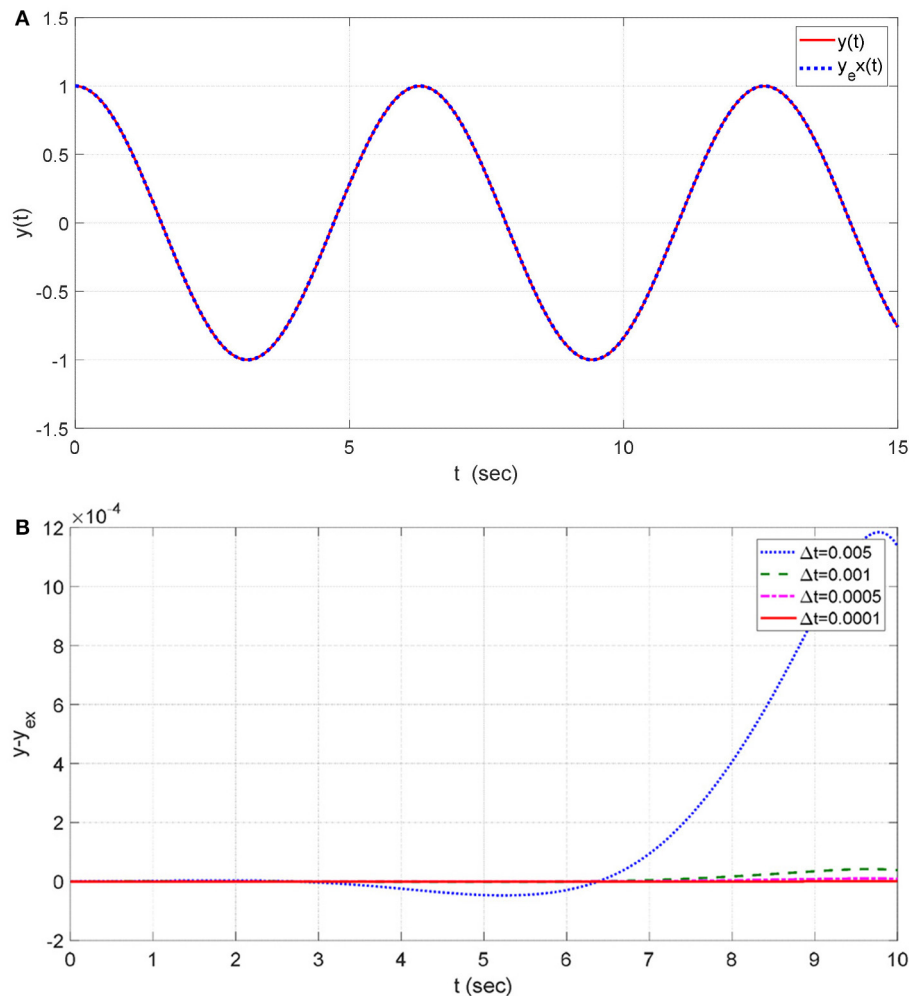 A
1.5
1
0.5
0
-0.5
-1
-1.5
y(t)
y(t)
y_ex(t)
0
5
10
15
t (sec)
B
×10⁻⁴
12
10
8
6
4
2
0
-2
y-y_ex
Δt=0.005
Δt=0.001
Δt=0.0005
Δt=0.0001
0
1
2
3
4
5
6
7
8
9
10
t (sec)